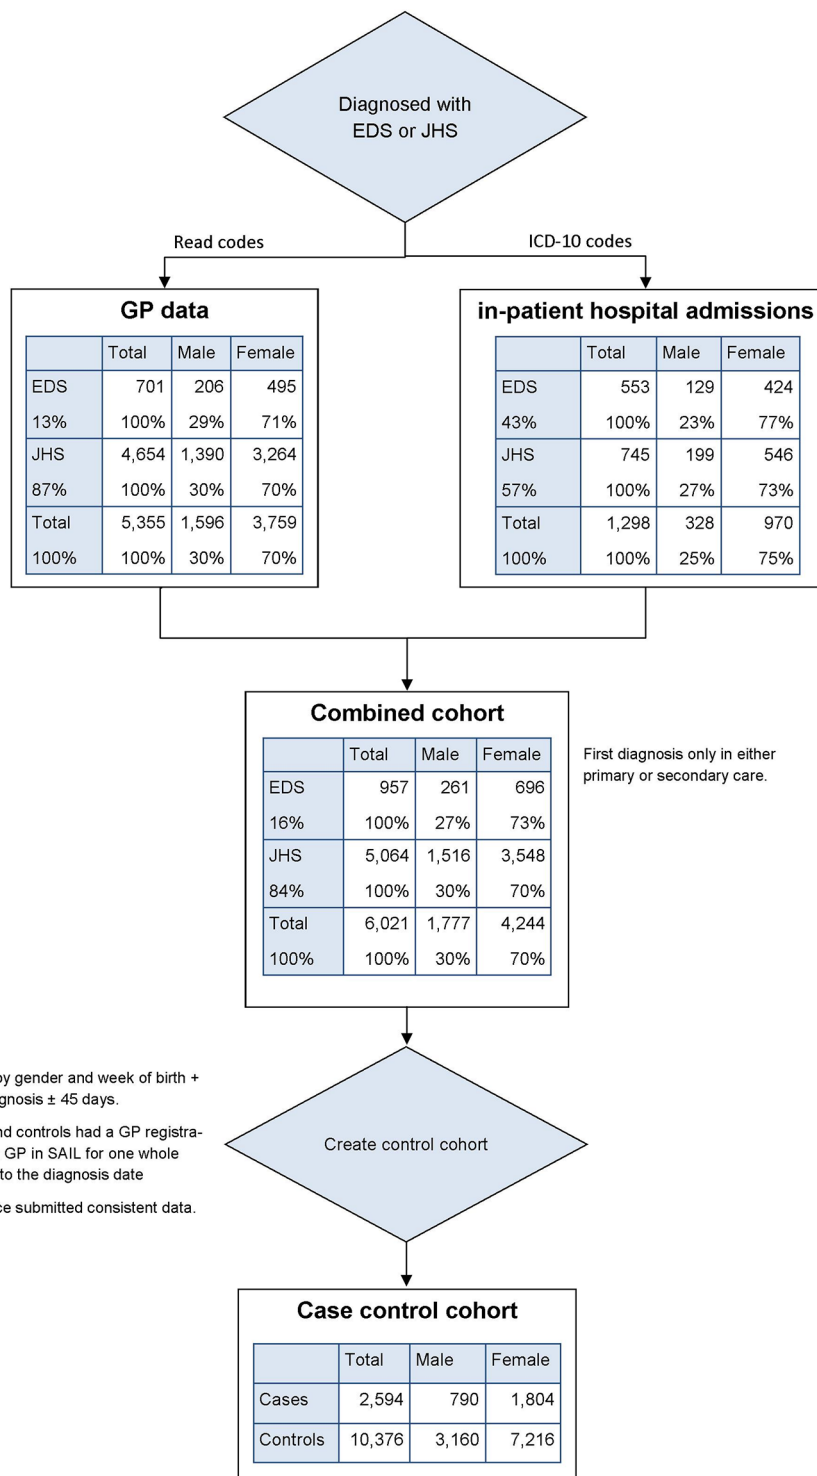 Diagnosed with
EDS or JHS
Read codes
ICD-10 codes
GP data
Total Male Female
EDS 701 206 495
13% 100% 29% 71%
JHS 4,654 1,390 3,264
87% 100% 30% 70%
Total 5,355 1,596 3,759
100% 100% 30% 70%
in-patient hospital admissions
Total Male Female
EDS 553 129 424
43% 100% 23% 77%
JHS 745 199 546
57% 100% 27% 73%
Total 1,298 328 970
100% 100% 25% 75%
Combined cohort
Total Male Female
EDS 957 261 696
16% 100% 27% 73%
JHS 5,064 1,516 3,548
84% 100% 30% 70%
Total 6,021 1,777 4,244
100% 100% 30% 70%
First diagnosis only in either
primary or secondary care.
by gender and week of birth +
gnosis ± 45 days.
nd controls had a GP registra-
GP in SAIL for one whole
to the diagnosis date
ce submitted consistent data.
Create control cohort
Case control cohort
Total Male Female
Cases 2,594 790 1,804
Controls 10,376 3,160 7,216